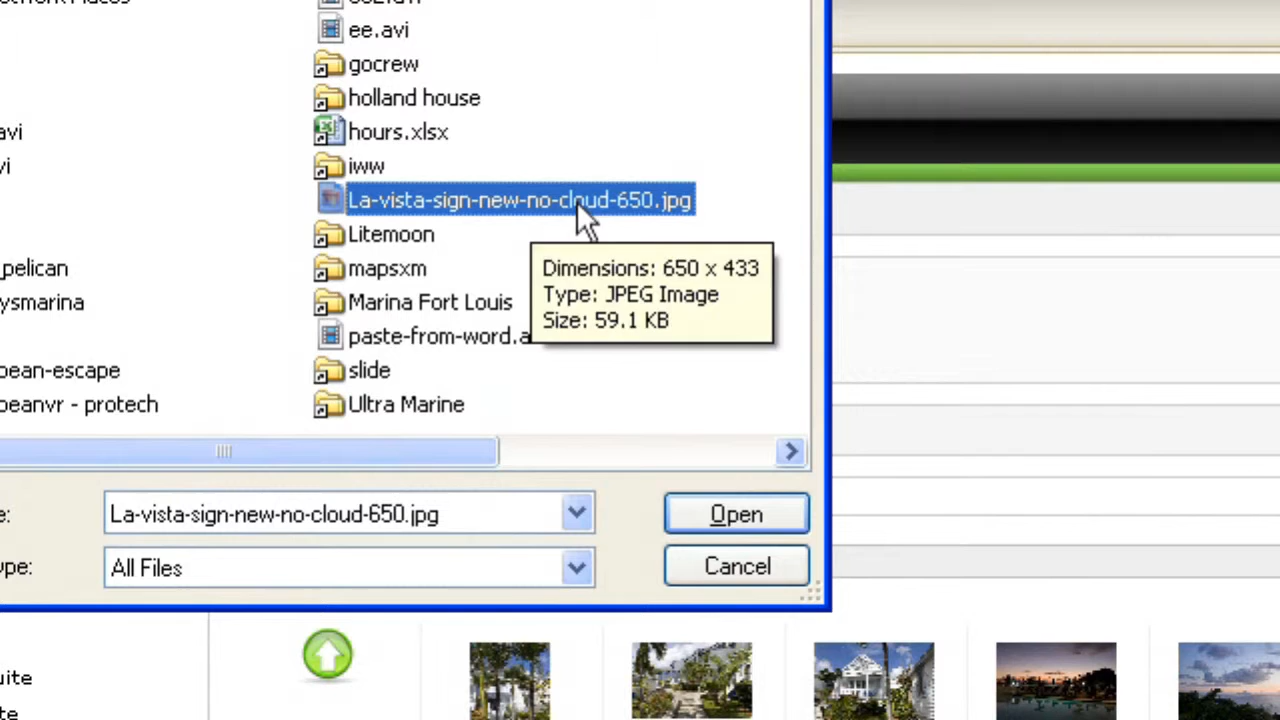 ee.avi
gocrew
holland house
avi
hours.xlsx
vi
iww
La-vista-sign-new-no-cloud-650.jpg
Litemoon
pelican
mapsxm
Dimensions: 650 x 433
Type: JPEG Image
Size: 59.1 KB
ysmarina
Marina Fort Louis
paste-from-word.a
pean-escape
slide
peanvr - protech
Ultra Marine
e:
La-vista-sign-new-no-cloud-650.jpg
Open
ype:
All Files
Cancel
uite